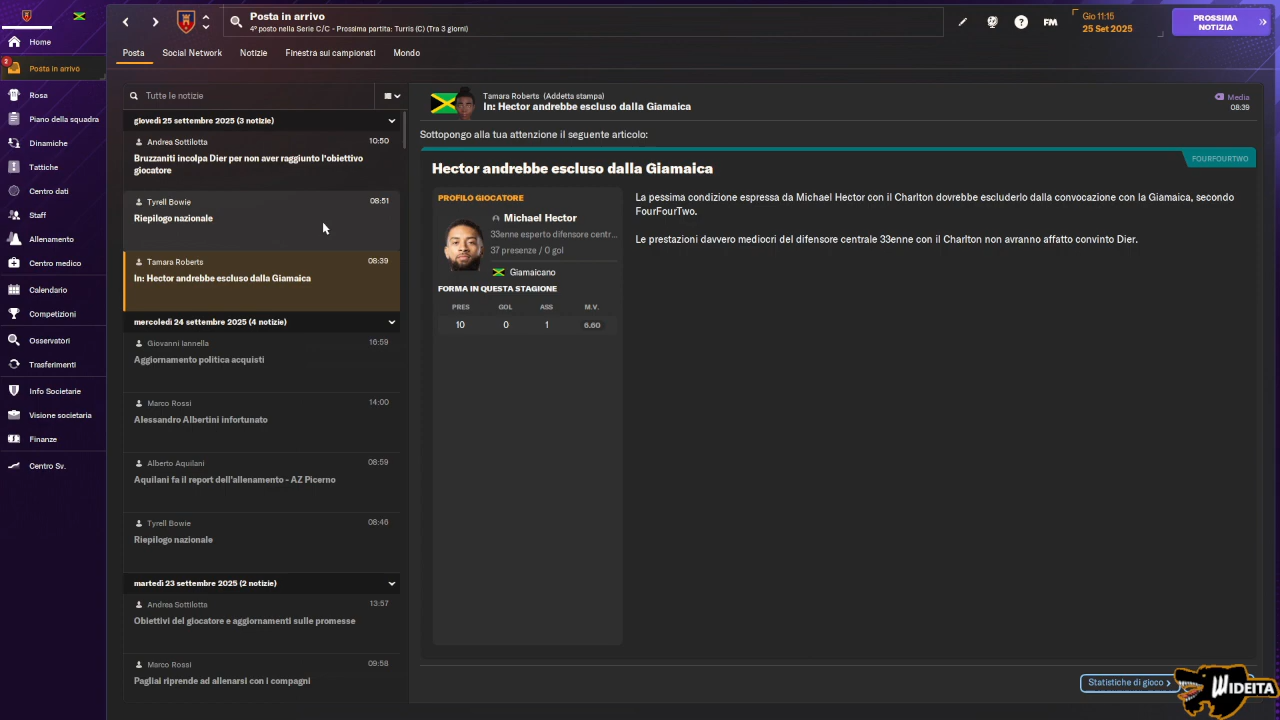 Posta in arrivo
4° posto nella Serie C/C - Prossima partita: Turris (C) (Tra 3 giorni)
FM
Gio 11:15
25 Set 2025
PROSSIMA
NOTIZIA
Posta
Social Network
Notizie
Finestra sui campionati
Mondo
Home
2
Posta in arrivo
Rosa
Piano della squadra
Dinamiche
Tattiche
Centro dati
Staff
Allenamento
Centro medico
Calendario
Competizioni
Osservatori
Trasferimenti
Info Societarie
Visione societaria
Finanze
Centro Sv.
Tutte le notizie
giovedì 25 settembre 2025 (3 notizie)
Andrea Sottilotta 10:50
Bruzzaniti incolpa Dier per non aver raggiunto l'obiettivo
giocatore
Tyrell Bowie 08:51
Riepilogo nazionale
Tamara Roberts 08:39
In: Hector andrebbe escluso dalla Giamaica
mercoledì 24 settembre 2025 (4 notizie)
Giovanni Iannella 16:59
Aggiornamento politica acquisti
Marco Rossi 14:00
Alessandro Albertini infortunato
Alberto Aquilani 08:59
Aquilani fa il report dell'allenamento - AZ Picerno
Tyrell Bowie 08:46
Riepilogo nazionale
martedì 23 settembre 2025 (2 notizie)
Andrea Sottilotta 13:57
Obiettivi del giocatore e aggiornamenti sulle promesse
Marco Rossi 09:58
Pagliai riprende ad allenarsi con i compagni
Tamara Roberts (Addetta stampa)
In: Hector andrebbe escluso dalla Giamaica
Media
08:39
Sottopongo alla tua attenzione il seguente articolo:
FOURFOURTWO
Hector andrebbe escluso dalla Giamaica
PROFILO GIOCATORE
Michael Hector
33enne esperto difensore centr...
37 presenze / 0 gol
Giamaicano
FORMA IN QUESTA STAGIONE
PRES GOL ASS M.V.
10 0 1 6.60
La pessima condizione espressa da Michael Hector con il Charlton dovrebbe escluderlo dalla convocazione con la Giamaica, secondo
FourFourTwo.
Le prestazioni davvero mediocri del difensore centrale 33enne con il Charlton non avranno affatto convinto Dier.
Statistiche di gioco
WIDEITA